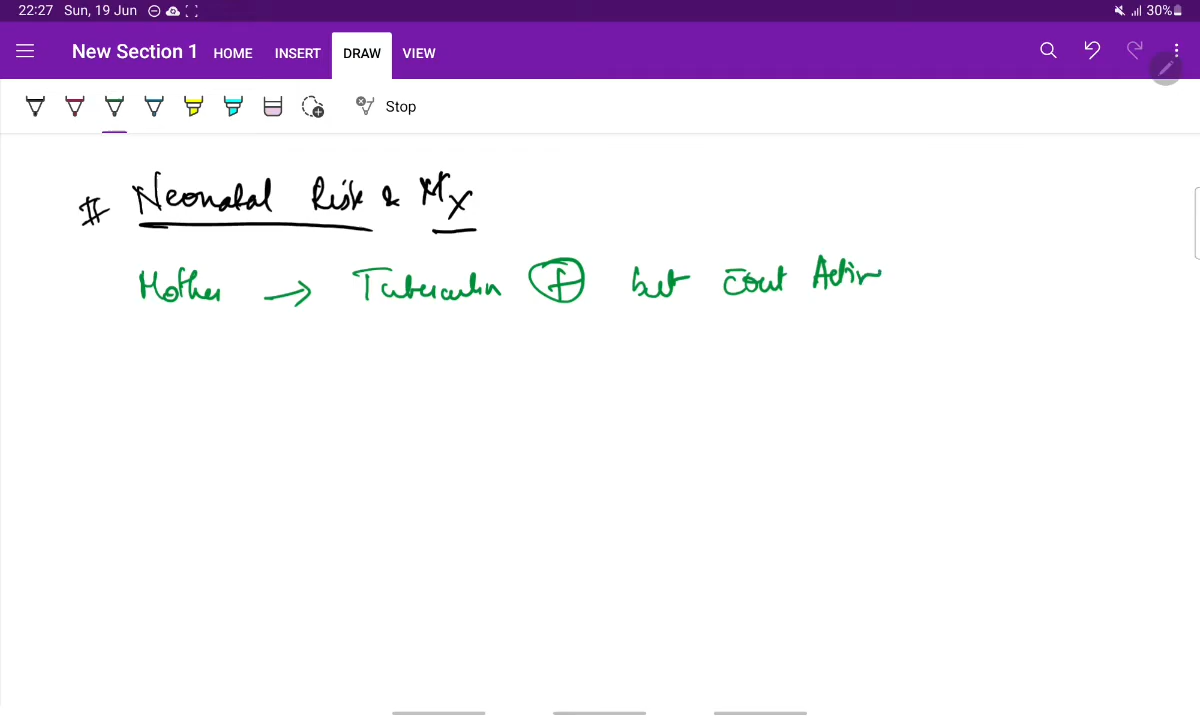 22:27 Sun, 19 Jun 30%
New Section 1 HOME INSERT DRAW VIEW
Stop
# Neonatal Risk & Mx
Mother → Tuberculin ⊕ but c̄out Activ